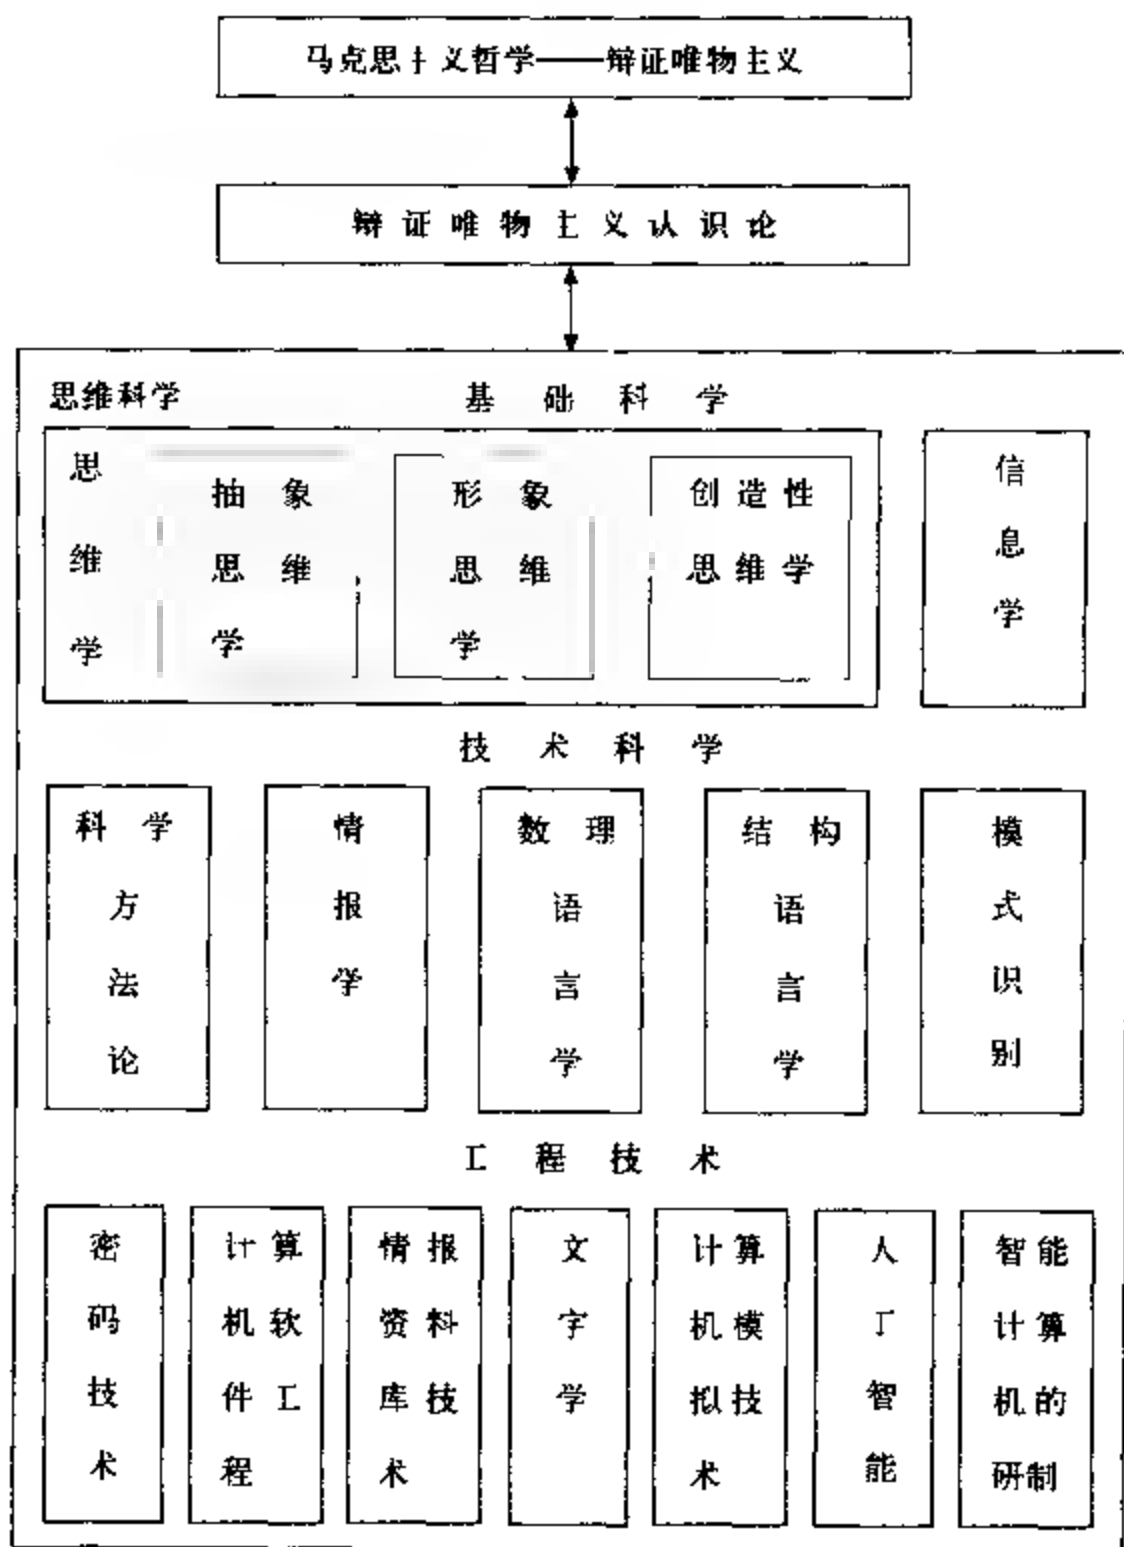 马克思主义哲学——辩证唯物主义
辩证唯物主义认识论
思维科学
基础科学
思维学
抽象
思维
学
形象
思维
学
创造性
思维学
信息学
技术科学
科学
方
法
论
情
报
学
数理
语
言
学
结构
语
言
学
模
式
识
别
工程技术
密
码
技
术
计算
机软
件工
程
情报
资料
库技
术
文
字
学
计算
机模
拟技
术
人
工
智
能
智能
计算
机的
研制